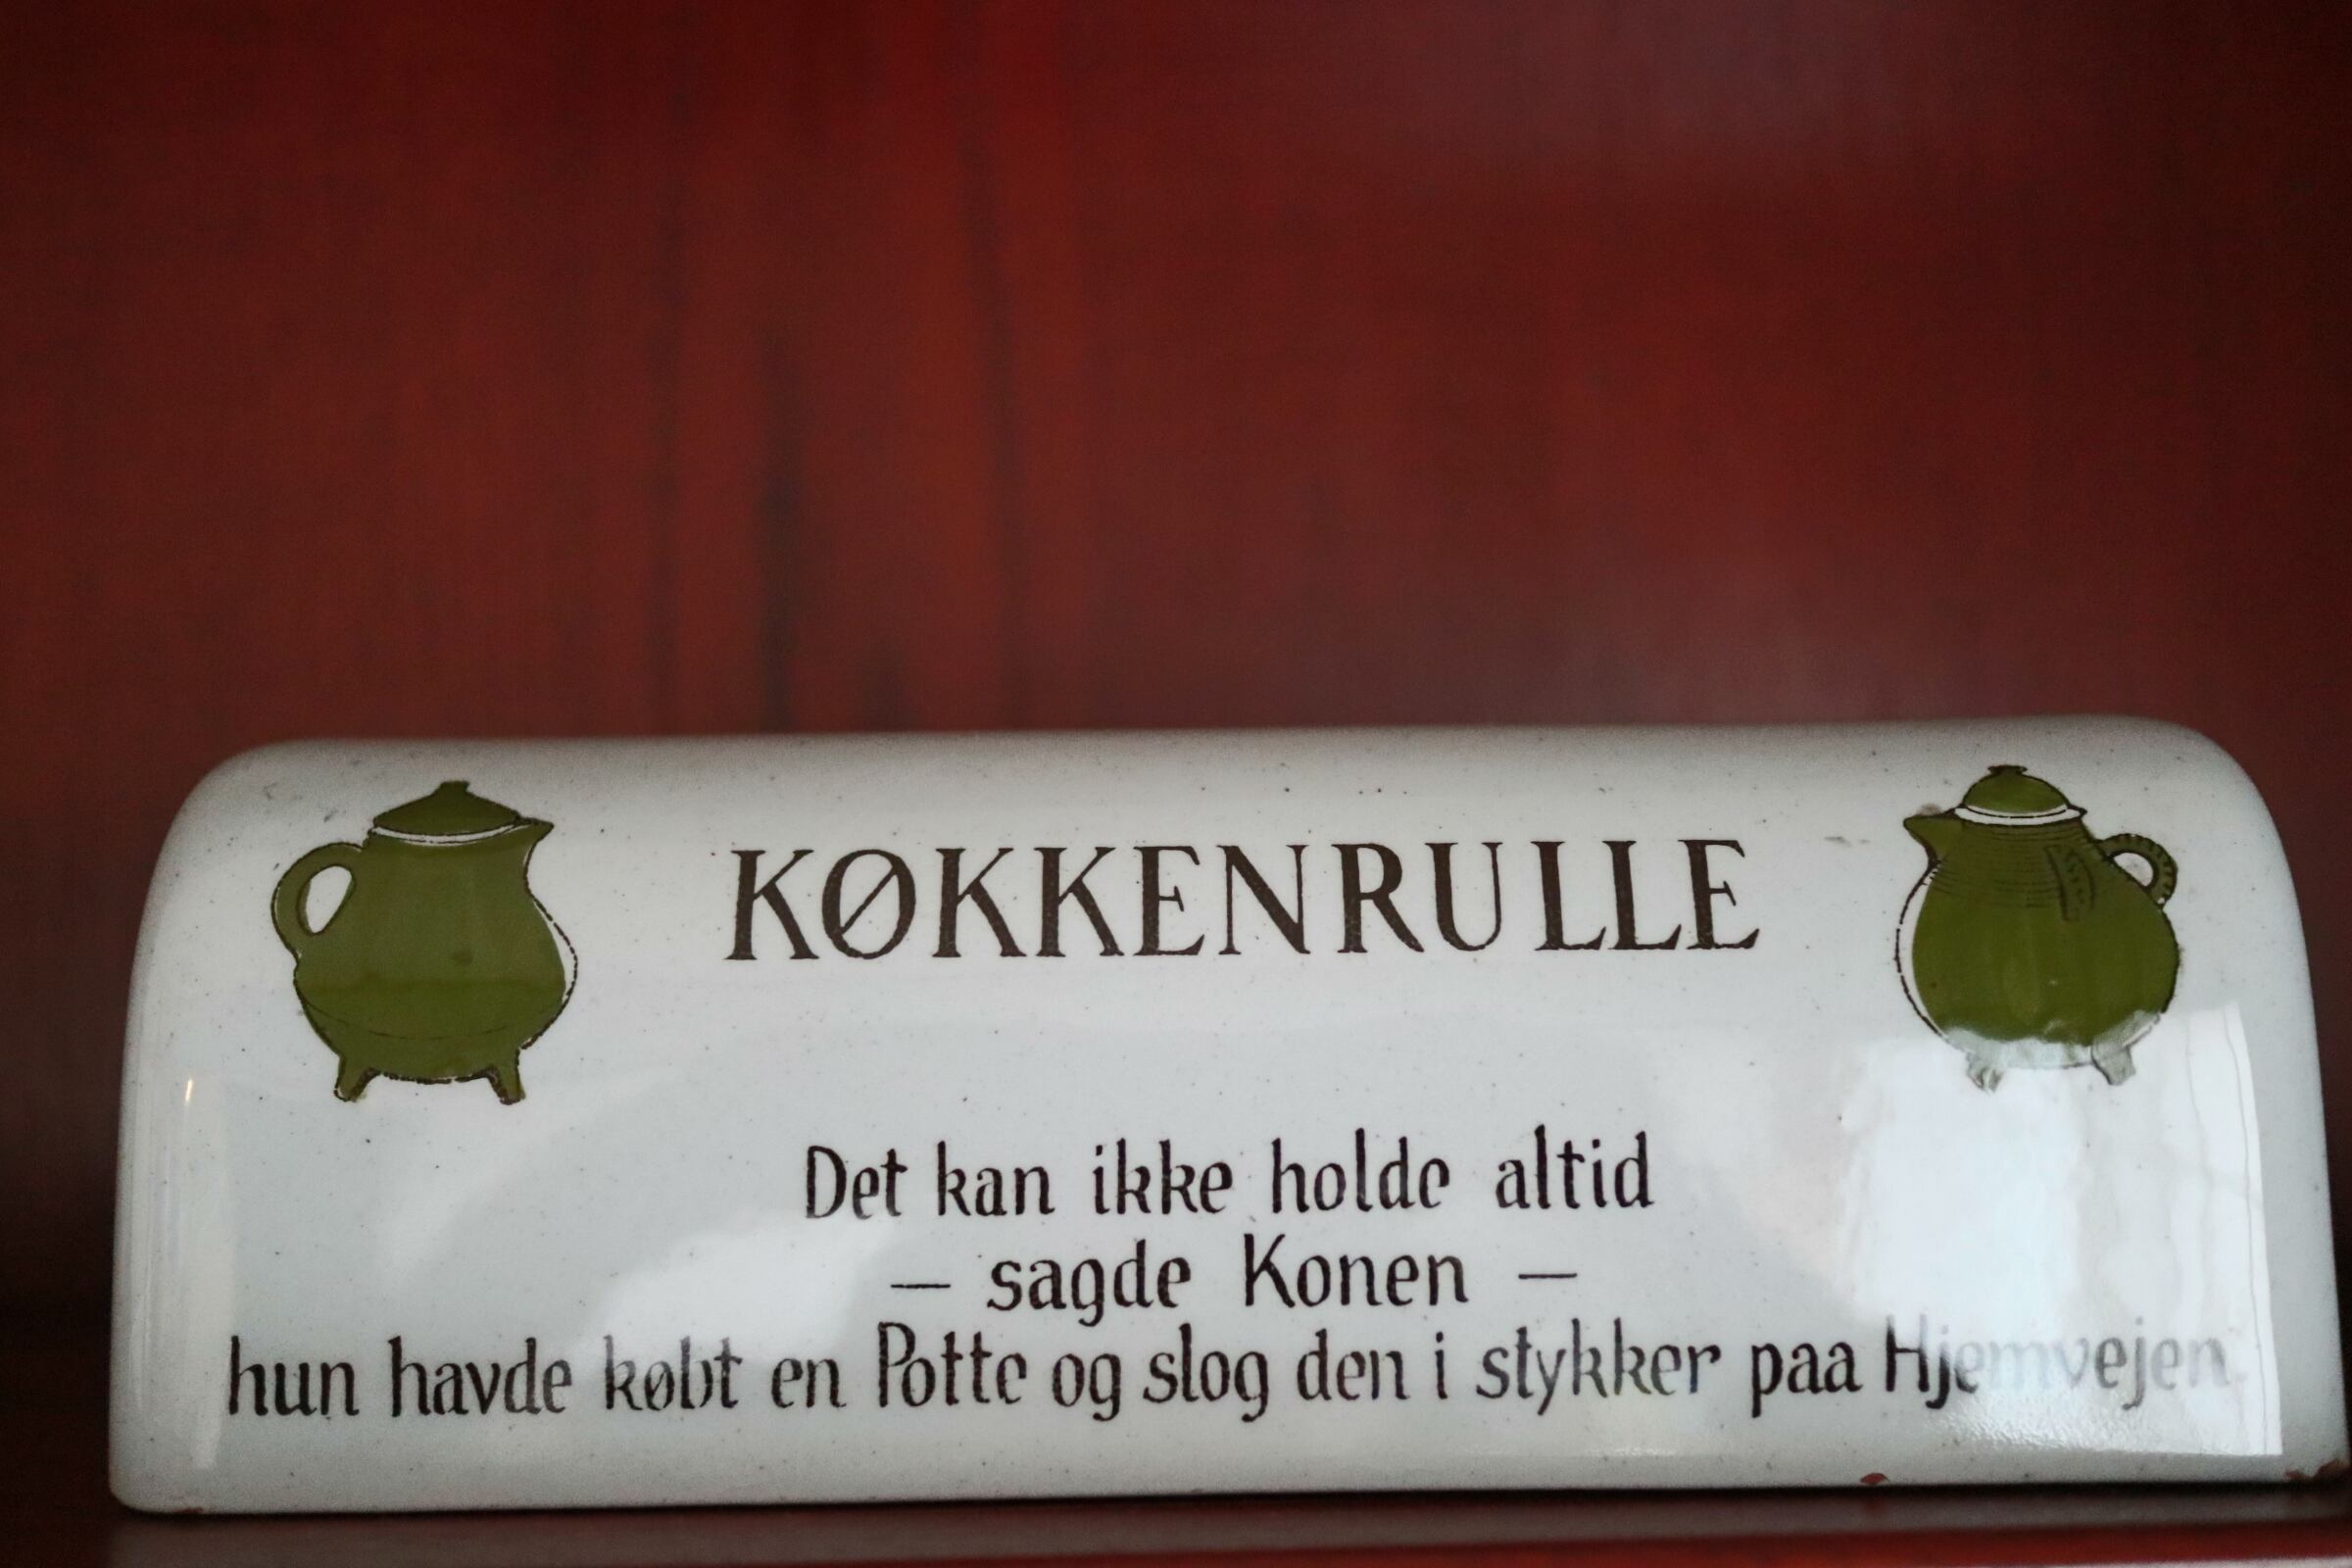 KØKKENRULLE
Det kan ikke holde altid
— sagde Konen —
hun havde købt en Potte og slog den i stykker paa Hjemvejen.